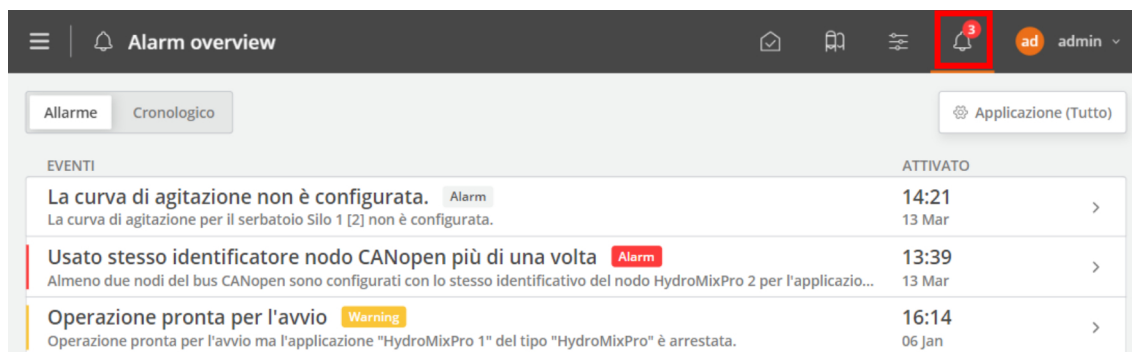 Alarm overview
3
ad admin
Allarme Cronologico
Applicazione (Tutto)
EVENTI ATTIVATO
La curva di agitazione non è configurata. Alarm 14:21
La curva di agitazione per il serbatoio Silo 1 [2] non è configurata. 13 Mar
Usato stesso identificatore nodo CANopen più di una volta Alarm 13:39
Almeno due nodi del bus CANopen sono configurati con lo stesso identificativo del nodo HydroMixPro 2 per l'applicazio... 13 Mar
Operazione pronta per l'avvio Warning 16:14
Operazione pronta per l'avvio ma l'applicazione "HydroMixPro 1" del tipo "HydroMixPro" è arrestata. 06 Jan